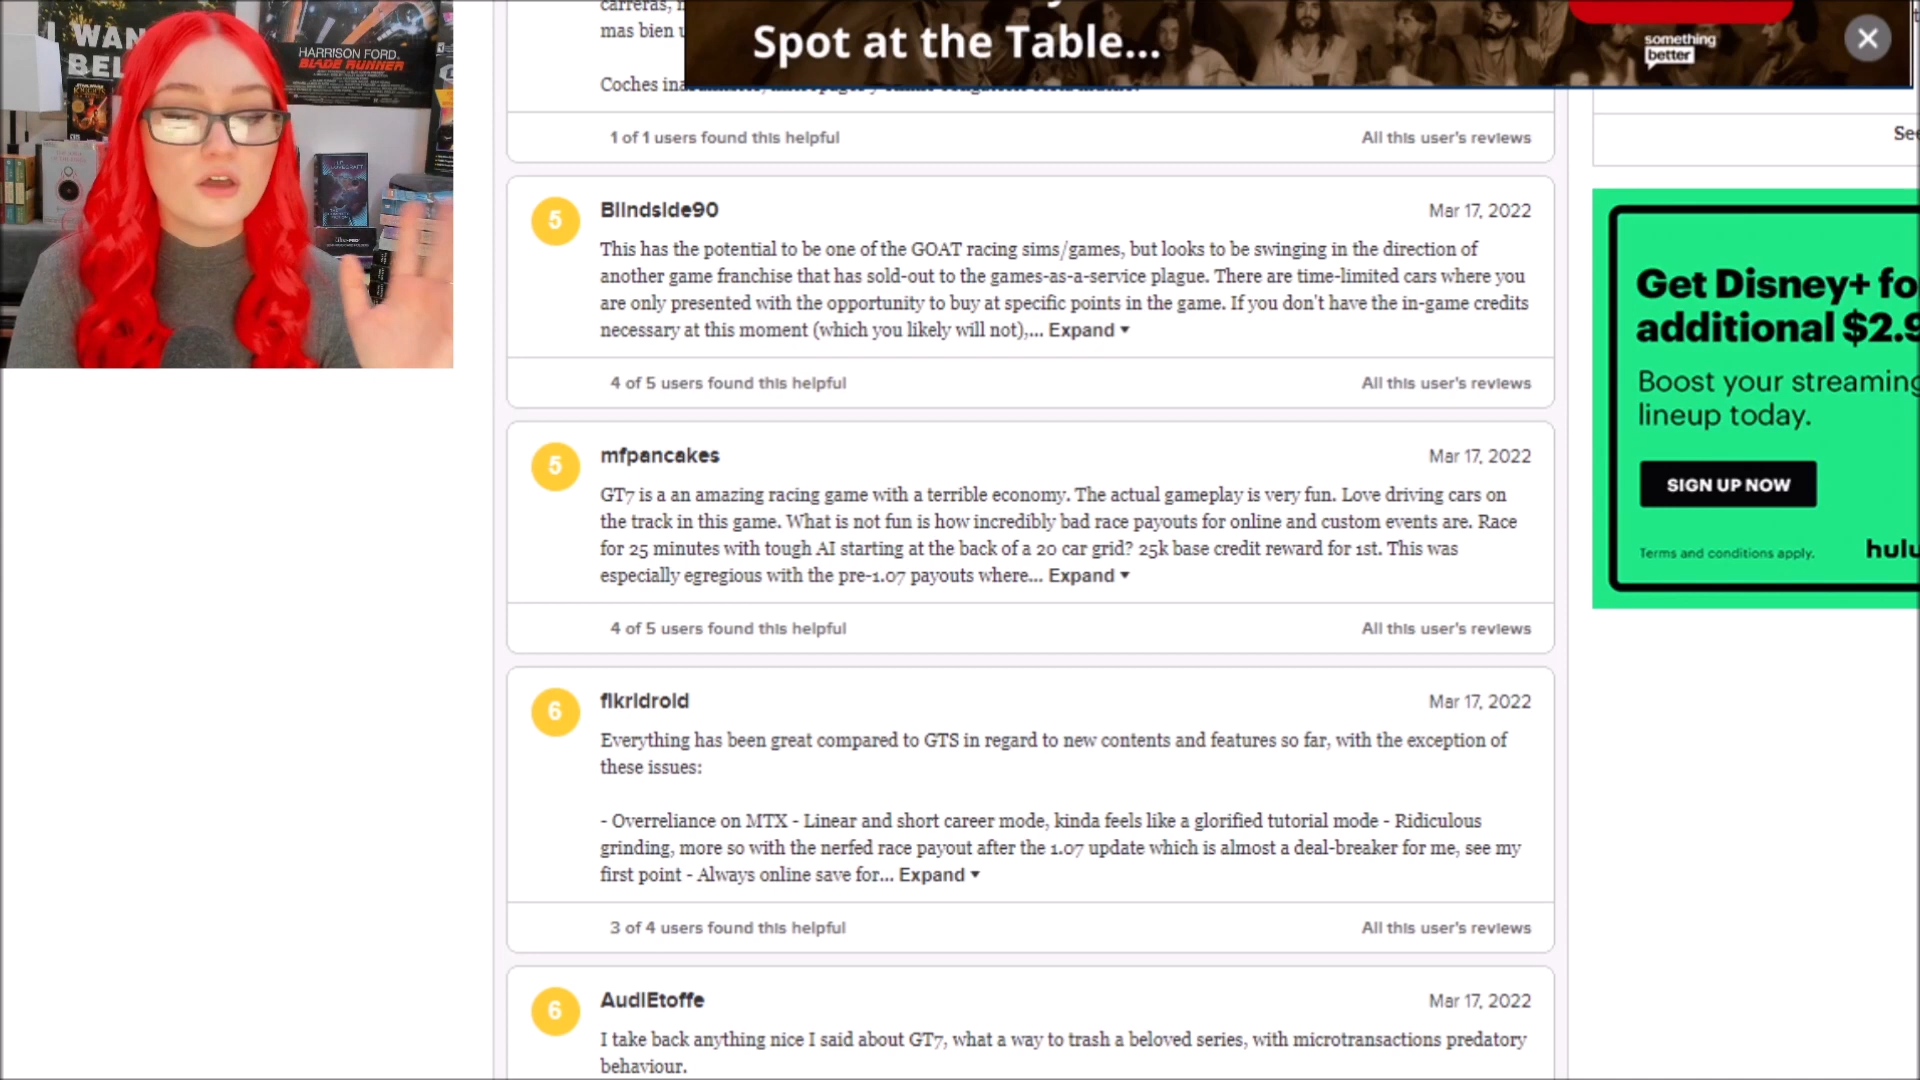 I WAN
BEL
HARRISON FORD.
BLADE RUNNER
carreras,
mas bien u
Coches ina
Spot at the Table...
something
better
1 of 1 users found this helpful
All this user's reviews
See
5
Blindside90
Mar 17, 2022
This has the potential to be one of the GOAT racing sims/games, but looks to be swinging in the direction of
another game franchise that has sold-out to the games-as-a-service plague. There are time-limited cars where you
are only presented with the opportunity to buy at specific points in the game. If you don't have the in-game credits
necessary at this moment (which you likely will not),... Expand
4 of 5 users found this helpful
All this user's reviews
5
mfpancakes
Mar 17, 2022
GT7 is a an amazing racing game with a terrible economy. The actual gameplay is very fun. Love driving cars on
the track in this game. What is not fun is how incredibly bad race payouts for online and custom events are. Race
for 25 minutes with tough AI starting at the back of a 20 car grid? 25k base credit reward for 1st. This was
especially egregious with the pre-1.07 payouts where... Expand
4 of 5 users found this helpful
All this user's reviews
6
flkrldrold
Mar 17, 2022
Everything has been great compared to GTS in regard to new contents and features so far, with the exception of
these issues:
- Overreliance on MTX - Linear and short career mode, kinda feels like a glorified tutorial mode - Ridiculous
grinding, more so with the nerfed race payout after the 1.07 update which is almost a deal-breaker for me, see my
first point - Always online save for... Expand
3 of 4 users found this helpful
All this user's reviews
6
AudiEtoffe
Mar 17, 2022
I take back anything nice I said about GT7, what a way to trash a beloved series, with microtransactions predatory
behaviour.
Get Disney+ fo
additional $2.9
Boost your streaming
lineup today.
SIGN UP NOW
Terms and conditions apply.
hulu